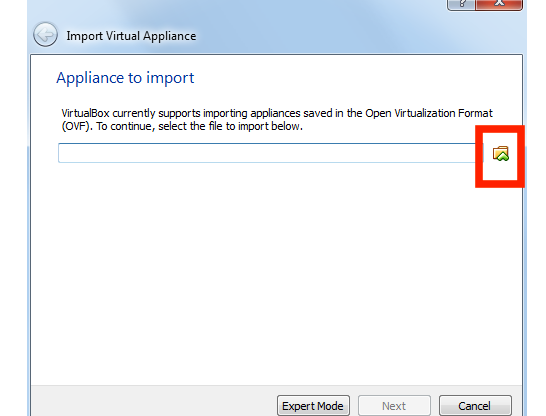 ?
x
Import Virtual Appliance
Appliance to import
VirtualBox currently supports importing appliances saved in the Open Virtualization Format
(OVF). To continue, select the file to import below.
Expert Mode
Next
Cancel